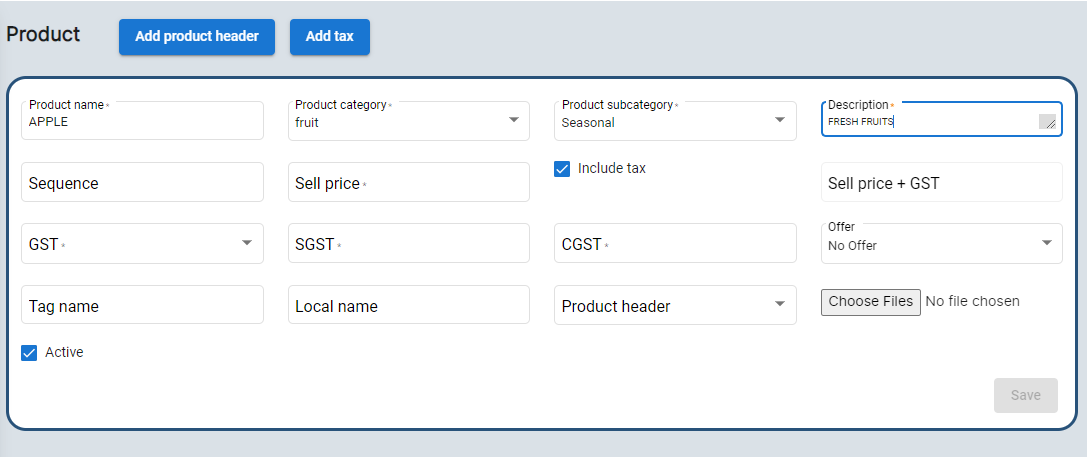 Product
Add product header
Add tax
Product name *
APPLE
Product category *
fruit
Product subcategory *
Seasonal
Description *
FRESH FRUITS
Sequence
Sell price *
Include tax
Sell price + GST
GST *
SGST *
CGST *
Offer
No Offer
Tag name
Local name
Product header
Choose Files No file chosen
Active
Save